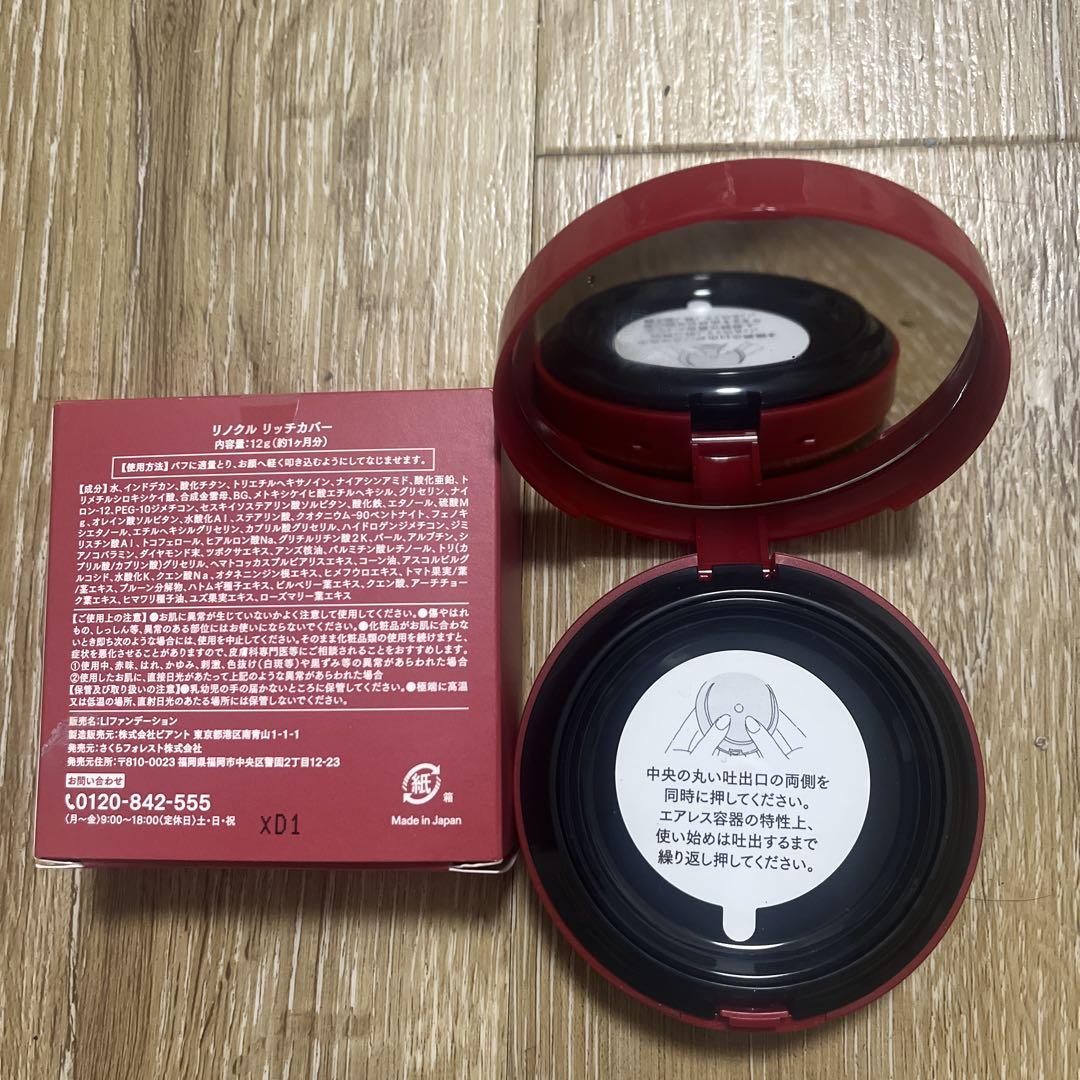 リノクル リッチカバー
内容量:12g(約1ヶ月分)
【使用方法】パフに適量とり、お顔へ軽く叩き込むようにしてなじませます。
【成分】水、イソドデカン、酸化チタン、トリエチルヘキサノイン、ナイアシンアミド、酸化亜鉛、ト
リメチルシロキシケイ酸、合成金雲母、BG、メトキシケイヒ酸エチルヘキシル、グリセリン、ナイ
ロン-12、PEG-10ジメチコン、セスキイソステアリン酸ソルビタン、酸化鉄、エタノール、硫酸M
g、オレイン酸ソルビタン、水酸化Al、ステアリン酸、クオタニウム-90ベントナイト、フェノキ
シエタノール、エチルヘキシルグリセリン、カプリル酸グリセリル、ハイドロゲンジメチコン、ジミ
リスチン酸Al、トコフェロール、ヒアルロン酸Na、グリチルリチン酸2K、パール、アルブチン、シ
アノコバラミン、ダイヤモンド末、ツボクサエキス、アンズ核油、パルミチン酸レチノール、トリ(カ
プリル酸/カプリン酸)グリセリル、ヘマトコッカスプルビアリスエキス、コーン油、アスコルビルグ
ルコシド、水酸化K、クエン酸Na、オタネニンジン根エキス、ヒメフウロエキス、トマト果実/葉
/茎エキス、プルーン分解物、ハトムギ種子エキス、ビルベリー葉エキス、クエン酸、アーチチョー
ク葉エキス、ヒマワリ種子油、ユズ果実エキス、ローズマリー葉エキス
【ご使用上の注意】●お肌に異常が生じていないかよく注意して使用してください。●傷やはれ
もの、しっしん等、異常のある部位にはお使いにならないでください。●化粧品がお肌に合わな
いとき即ち次のような場合には、使用を中止してください。そのまま化粧品類の使用を続けますと、
症状を悪化させることがありますので、皮膚科専門医等にご相談されることをおすすめします。
①使用中、赤味、はれ、かゆみ、刺激、色抜け(白斑等)や黒ずみ等の異常があらわれた場合
②使用したお肌に、直接日光があたって上記のような異常があらわれた場合
【保管及び取り扱いの注意】●乳幼児の手の届かないところに保管してください。●極端に高温
又は低温の場所、直射日光のあたる場所には保管しないでください。
販売名:LIファンデーション
製造販売元:株式会社ピアント 東京都港区南青山1-1-1
発売元:さくらフォレスト株式会社
発売元住所:〒810-0023 福岡県福岡市中央区警固2丁目12-23
お問い合わせ
0120-842-555
(月〜金)9:00〜18:00(定休日)土・日・祝
XD1
紙
箱
Made in Japan
中央の丸い吐出口の両側を
同時に押してください。
エアレス容器の特性上、
使い始めは吐出するまで
繰り返し押してください。